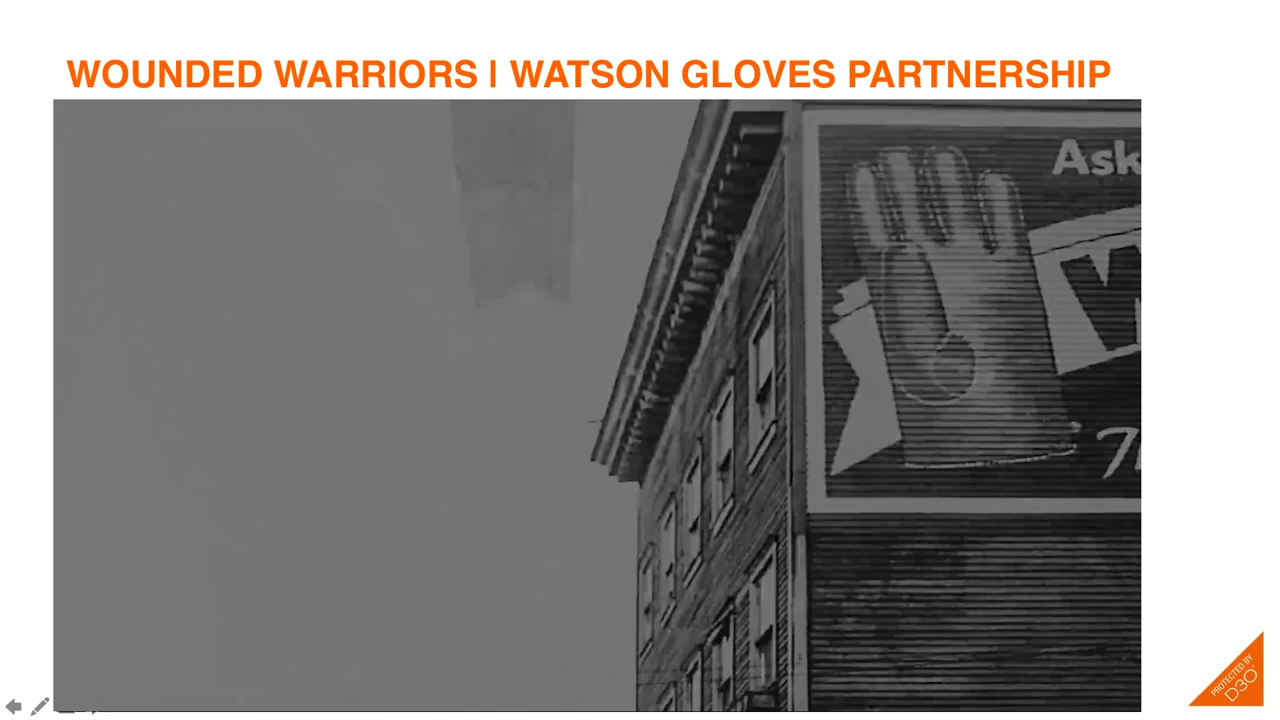 WOUNDED WARRIORS | WATSON GLOVES PARTNERSHIP
Ask
PROTECTED BY
D3O